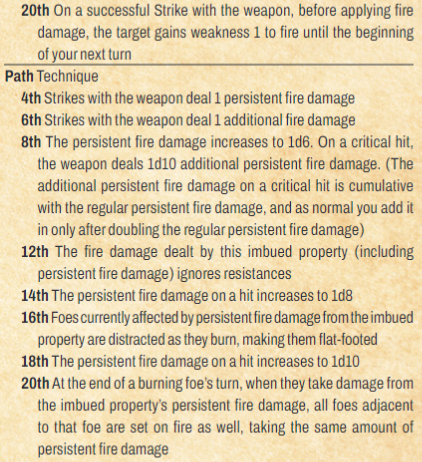 20th On a successful Strike with the weapon, before applying fire
damage, the target gains weakness 1 to fire until the beginning
of your next turn
Path Technique
4th Strikes with the weapon deal 1 persistent fire damage
6th Strikes with the weapon deal 1 additional fire damage
8th The persistent fire damage increases to 1d6. On a critical hit,
the weapon deals 1d10 additional persistent fire damage. (The
additional persistent fire damage on a critical hit is cumulative
with the regular persistent fire damage, and as normal you add it
in only after doubling the regular persistent fire damage)
12th The fire damage dealt by this imbued property (including
persistent fire damage) ignores resistances
14th The persistent fire damage on a hit increases to 1d8
16th Foes currently affected by persistent fire damage from the imbued
property are distracted as they burn, making them flat-footed
18th The persistent fire damage on a hit increases to 1d10
20th At the end of a burning foe's turn, when they take damage from
the imbued property's persistent fire damage, all foes adjacent
to that foe are set on fire as well, taking the same amount of
persistent fire damage